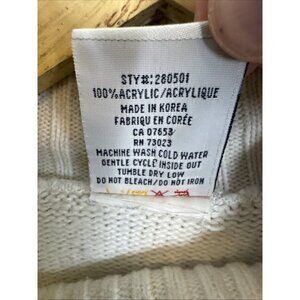 STY#: 280501
100% ACRYLIC/ACRYLIQUE
MADE IN KOREA
FABRIQU EN CORÉE
CA 07653
RN 73023
MACHINE WASH COLD WATER
GENTLE CYCLE INSIDE OUT
TUMBLE DRY LOW
DO NOT BLEACH/DO NOT IRON